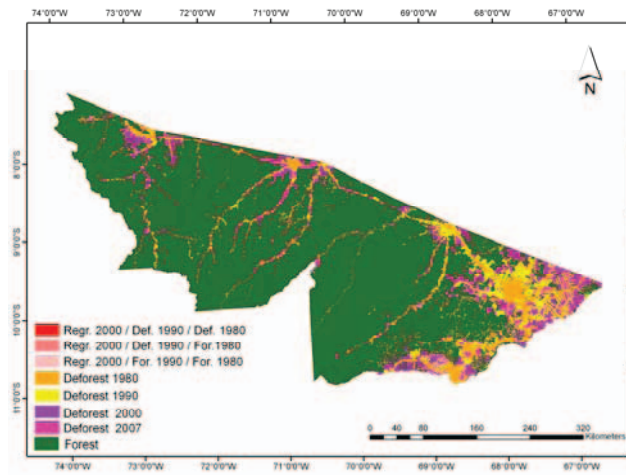 74°0'0"W 73°0'0"W 72°0'0"W 71°0'0"W 70°0'0"W 69°0'0"W 68°0'0"W 67°0'0"W
N
8°0'0"S
9°0'0"S
10°0'0"S
11°0'0"S
Regr. 2000 / Def. 1990 / Def. 1980
Regr. 2000 / Def. 1990 / For.1980
Regr. 2000 / For. 1990 / For. 1980
Deforest 1980
Deforest 1990
Deforest 2000
Deforest 2007
Forest
0 40 80 160 240 320
Kilometers
74°0'0"W 73°0'0"W 72°0'0"W 71°0'0"W 70°0'0"W 69°0'0"W 68°0'0"W 67°0'0"W